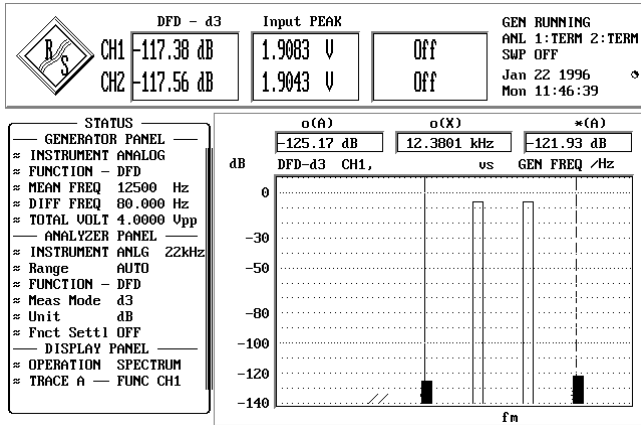 DFD - d3 Input PEAK
R S
CH1 -117.38 dB 1.9083 V Off
CH2 -117.56 dB 1.9043 V Off
GEN RUNNING
ANL 1:TERM 2:TERM
SWP OFF
Jan 22 1996
Mon 11:46:39
STATUS
GENERATOR PANEL
≈ INSTRUMENT ANALOG
≈ FUNCTION - DFD
≈ MEAN FREQ 12500 Hz
≈ DIFF FREQ 80.000 Hz
≈ TOTAL VOLT 4.0000 Vpp
ANALYZER PANEL
≈ INSTRUMENT ANLG 22kHz
≈ Range AUTO
≈ FUNCTION - DFD
≈ Meas Mode d3
≈ Unit dB
≈ Fnct Settl OFF
DISPLAY PANEL
≈ OPERATION SPECTRUM
≈ TRACE A — FUNC CH1
o(A) o(X) *(A)
-125.17 dB 12.3801 kHz -121.93 dB
dB DFD-d3 CH1, vs GEN FREQ /Hz
0
-30
-50
-80
-100
-120
-140
fm